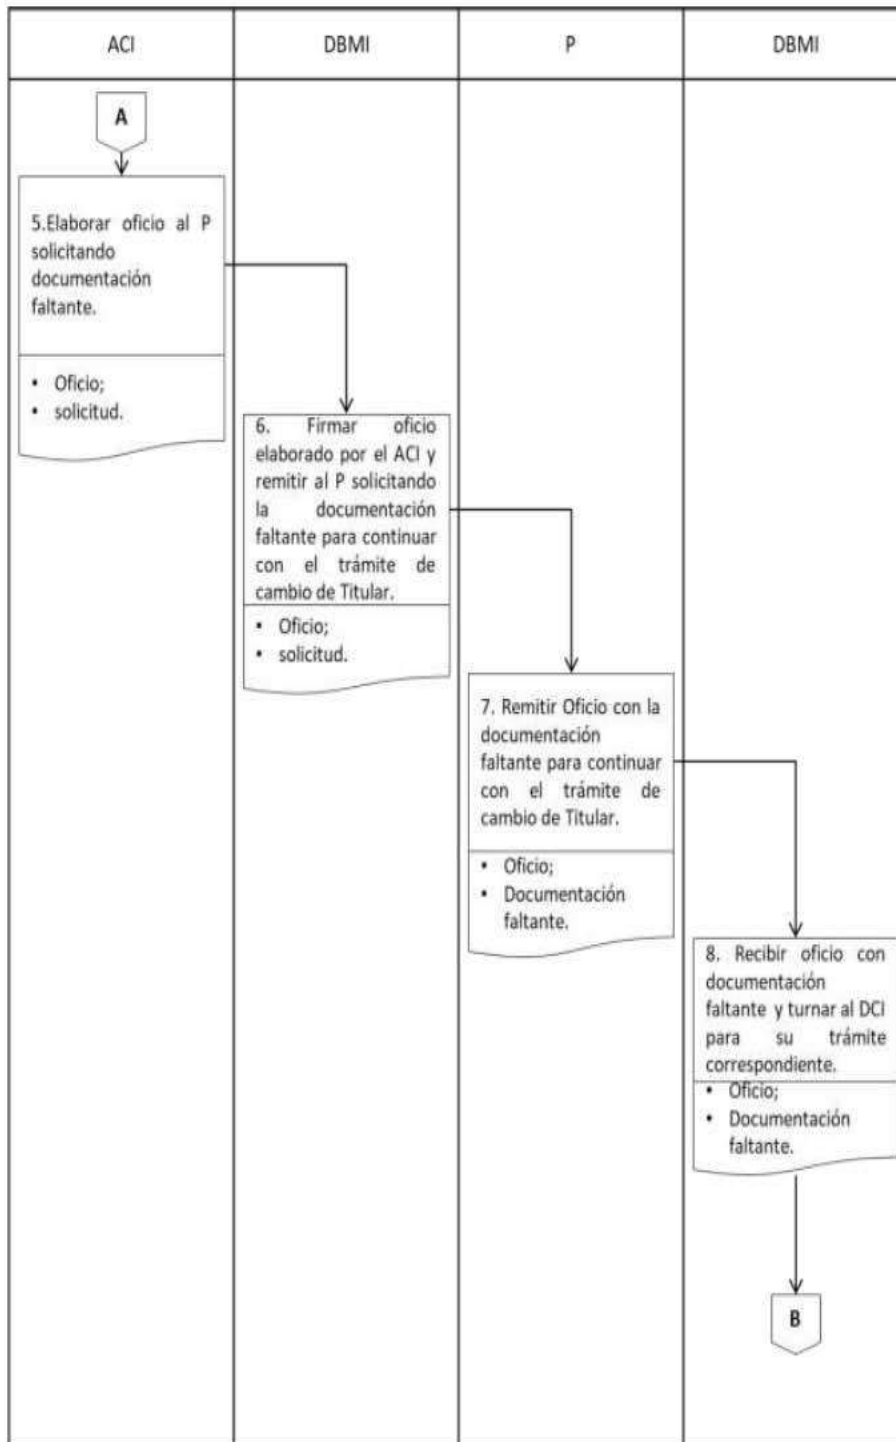 ACI
DBMI
P
DBMI
A
5.Elaborar oficio al P
solicitando
documentación
faltante.
• Oficio;
• solicitud.
6. Firmar oficio
elaborado por el ACI y
remitir al P solicitando
la documentación
faltante para continuar
con el trámite de
cambio de Titular.
• Oficio;
• solicitud.
7. Remitir Oficio con la
documentación
faltante para continuar
con el trámite de
cambio de Titular.
• Oficio;
• Documentación
faltante.
8. Recibir oficio con
documentación
faltante y turnar al DCI
para su trámite
correspondiente.
• Oficio;
• Documentación
faltante.
B